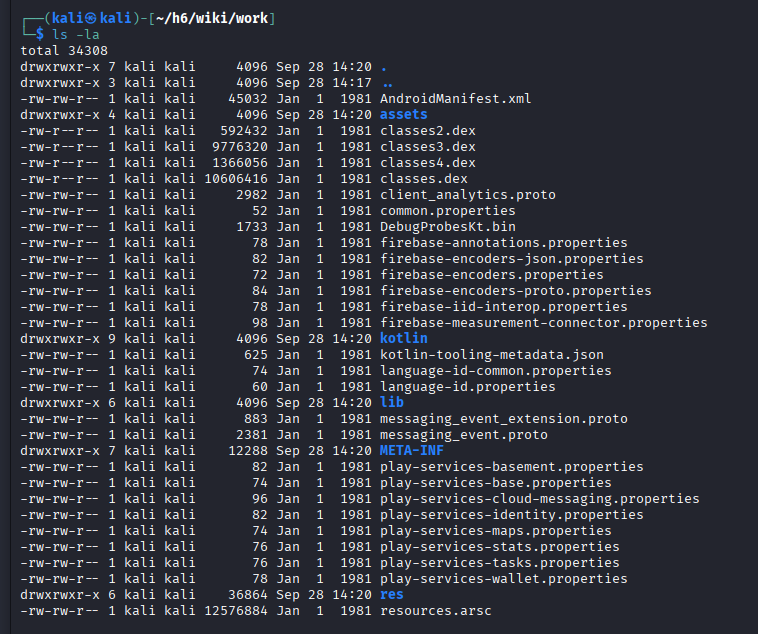 ┌──(kali㉿kali)-[~/h6/wiki/work]
└─$ ls -la
total 34308
drwxrwxr-x 7 kali kali     4096 Sep 28 14:20 .
drwxrwxr-x 3 kali kali     4096 Sep 28 14:17 ..
-rw-rw-r-- 1 kali kali    45032 Jan  1  1981 AndroidManifest.xml
drwxrwxr-x 4 kali kali     4096 Sep 28 14:20 assets
-rw-r--r-- 1 kali kali   592432 Jan  1  1981 classes2.dex
-rw-r--r-- 1 kali kali  9776320 Jan  1  1981 classes3.dex
-rw-r--r-- 1 kali kali  1366056 Jan  1  1981 classes4.dex
-rw-r--r-- 1 kali kali 10606416 Jan  1  1981 classes.dex
-rw-rw-r-- 1 kali kali     2982 Jan  1  1981 client_analytics.proto
-rw-rw-r-- 1 kali kali       52 Jan  1  1981 common.properties
-rw-rw-r-- 1 kali kali     1733 Jan  1  1981 DebugProbesKt.bin
-rw-rw-r-- 1 kali kali       78 Jan  1  1981 firebase-annotations.properties
-rw-rw-r-- 1 kali kali       82 Jan  1  1981 firebase-encoders-json.properties
-rw-rw-r-- 1 kali kali       72 Jan  1  1981 firebase-encoders.properties
-rw-rw-r-- 1 kali kali       84 Jan  1  1981 firebase-encoders-proto.properties
-rw-rw-r-- 1 kali kali       78 Jan  1  1981 firebase-iid-interop.properties
-rw-rw-r-- 1 kali kali       98 Jan  1  1981 firebase-measurement-connector.properties
drwxrwxr-x 9 kali kali     4096 Sep 28 14:20 kotlin
-rw-rw-r-- 1 kali kali      625 Jan  1  1981 kotlin-tooling-metadata.json
-rw-rw-r-- 1 kali kali       74 Jan  1  1981 language-id-common.properties
-rw-rw-r-- 1 kali kali       60 Jan  1  1981 language-id.properties
drwxrwxr-x 6 kali kali     4096 Sep 28 14:20 lib
-rw-rw-r-- 1 kali kali      883 Jan  1  1981 messaging_event_extension.proto
-rw-rw-r-- 1 kali kali     2381 Jan  1  1981 messaging_event.proto
drwxrwxr-x 7 kali kali    12288 Sep 28 14:20 META-INF
-rw-rw-r-- 1 kali kali       82 Jan  1  1981 play-services-basement.properties
-rw-rw-r-- 1 kali kali       74 Jan  1  1981 play-services-base.properties
-rw-rw-r-- 1 kali kali       96 Jan  1  1981 play-services-cloud-messaging.properties
-rw-rw-r-- 1 kali kali       82 Jan  1  1981 play-services-identity.properties
-rw-rw-r-- 1 kali kali       74 Jan  1  1981 play-services-maps.properties
-rw-rw-r-- 1 kali kali       76 Jan  1  1981 play-services-stats.properties
-rw-rw-r-- 1 kali kali       76 Jan  1  1981 play-services-tasks.properties
-rw-rw-r-- 1 kali kali       78 Jan  1  1981 play-services-wallet.properties
drwxrwxr-x 6 kali kali    36864 Sep 28 14:20 res
-rw-rw-r-- 1 kali kali 12576884 Jan  1  1981 resources.arsc